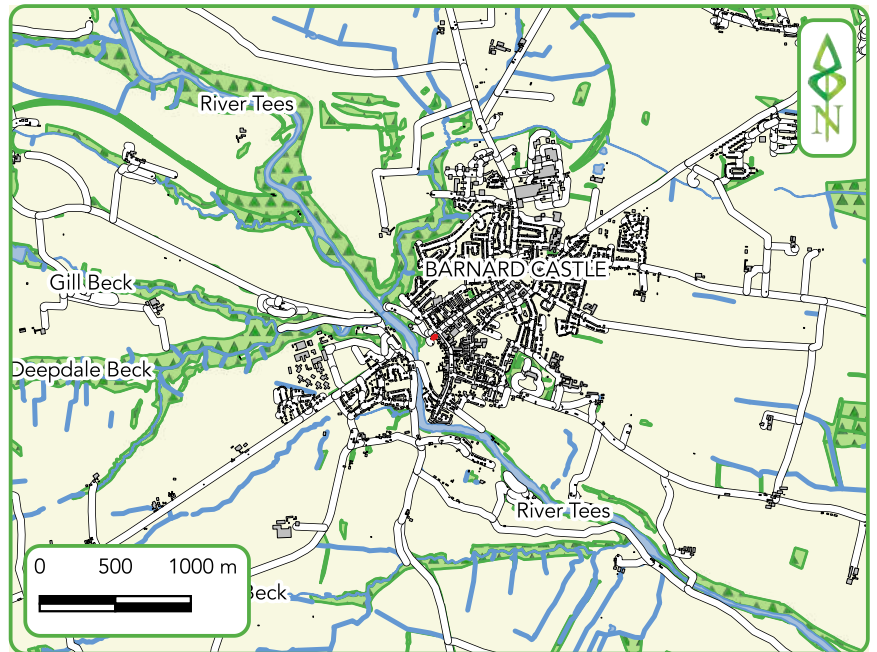 River Tees
N
BARNARD CASTLE
Gill Beck
Deepdale Beck
River Tees
0 500 1000 m
Beck